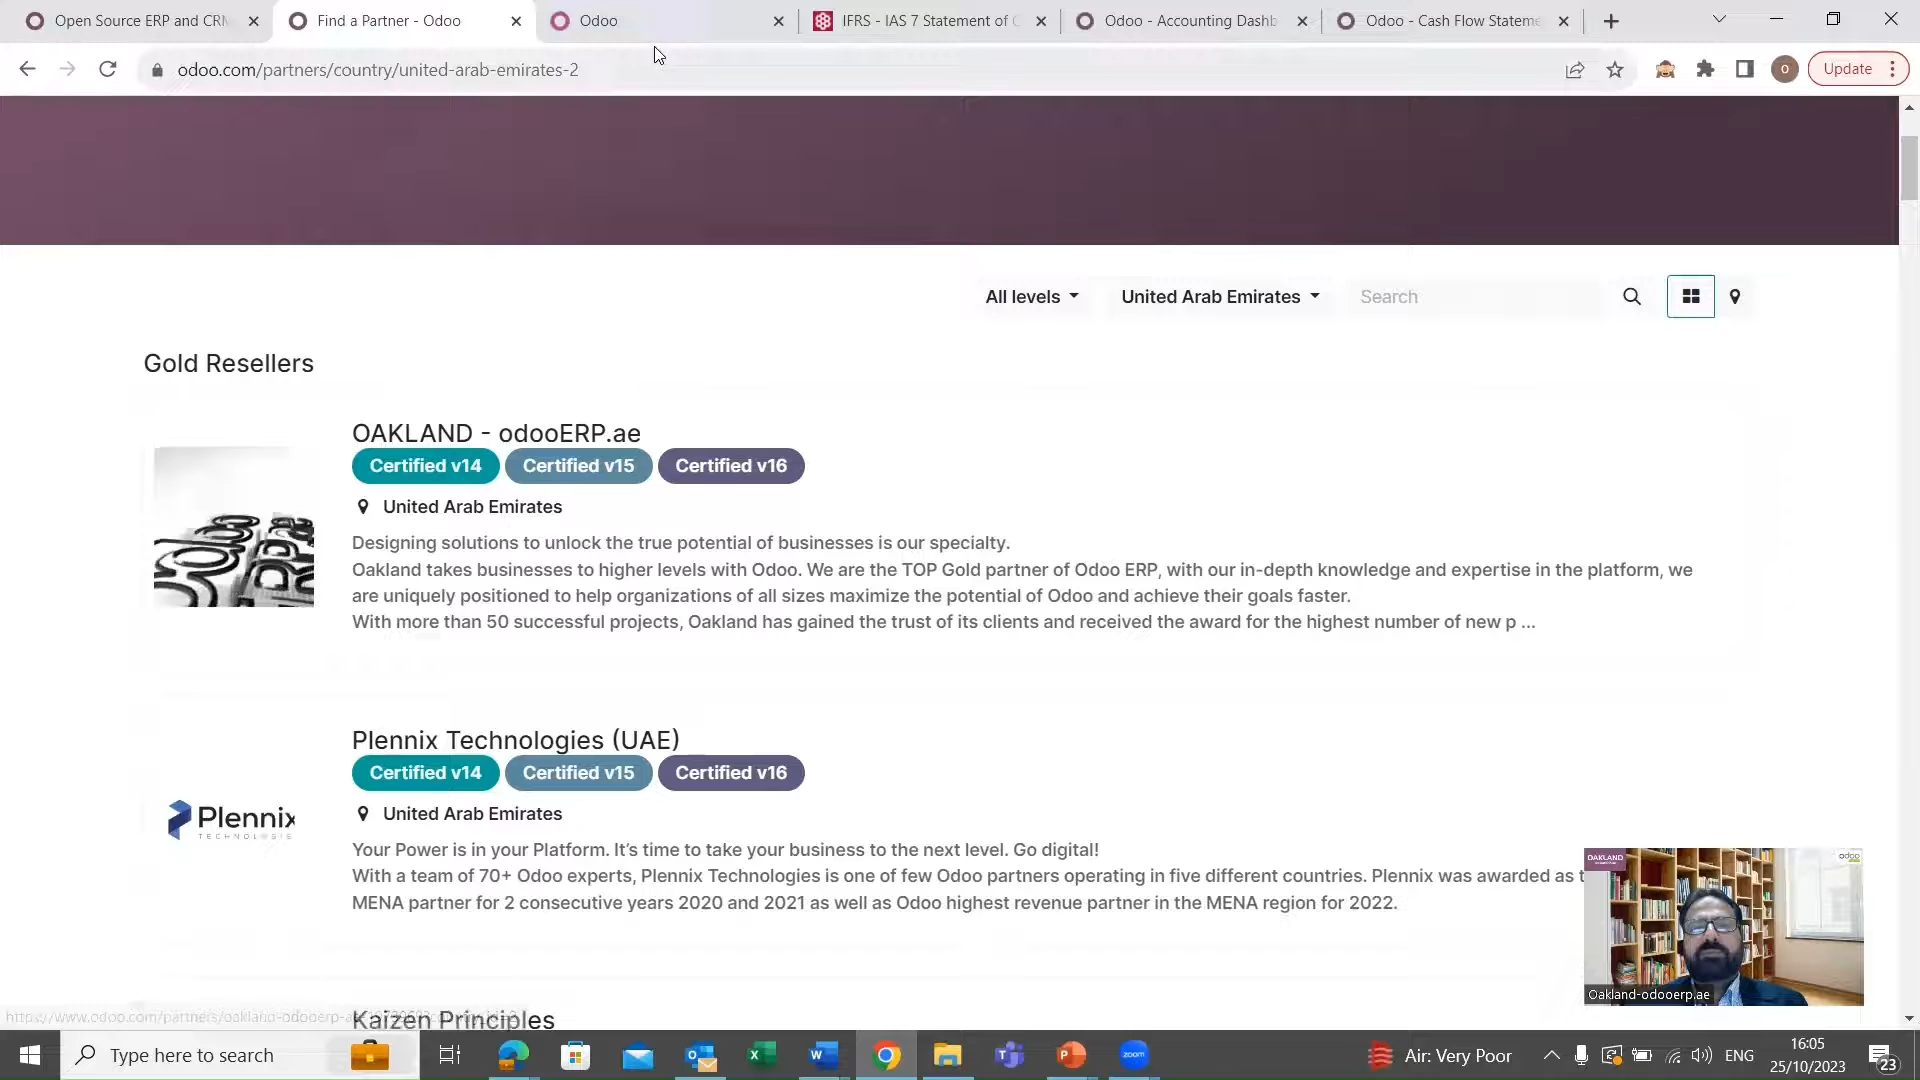 Open Source ERP and CRM
Find a Partner - Odoo
Odoo
IFRS - IAS 7 Statement of C
Odoo - Accounting Dashb
Odoo - Cash Flow Stateme
odoo.com/partners/country/united-arab-emirates-2
Update
All levels
United Arab Emirates
Search
Gold Resellers
OAKLAND - odooERP.ae
Certified v14
Certified v15
Certified v16
United Arab Emirates
Designing solutions to unlock the true potential of businesses is our specialty.
Oakland takes businesses to higher levels with Odoo. We are the TOP Gold partner of Odoo ERP, with our in-depth knowledge and expertise in the platform, we
are uniquely positioned to help organizations of all sizes maximize the potential of Odoo and achieve their goals faster.
With more than 50 successful projects, Oakland has gained the trust of its clients and received the award for the highest number of new p ...
Plennix Technologies (UAE)
Certified v14
Certified v15
Certified v16
United Arab Emirates
Plennix
TECHNOLOGIE
Your Power is in your Platform. It's time to take your business to the next level. Go digital!
With a team of 70+ Odoo experts, Plennix Technologies is one of few Odoo partners operating in five different countries. Plennix was awarded as t
MENA partner for 2 consecutive years 2020 and 2021 as well as Odoo highest revenue partner in the MENA region for 2022.
OAKLAND
odoo
Oakland-odooerp.ae
Kaizen Principles
Type here to search
zoom
Air: Very Poor
ENG
16:05
25/10/2023
23